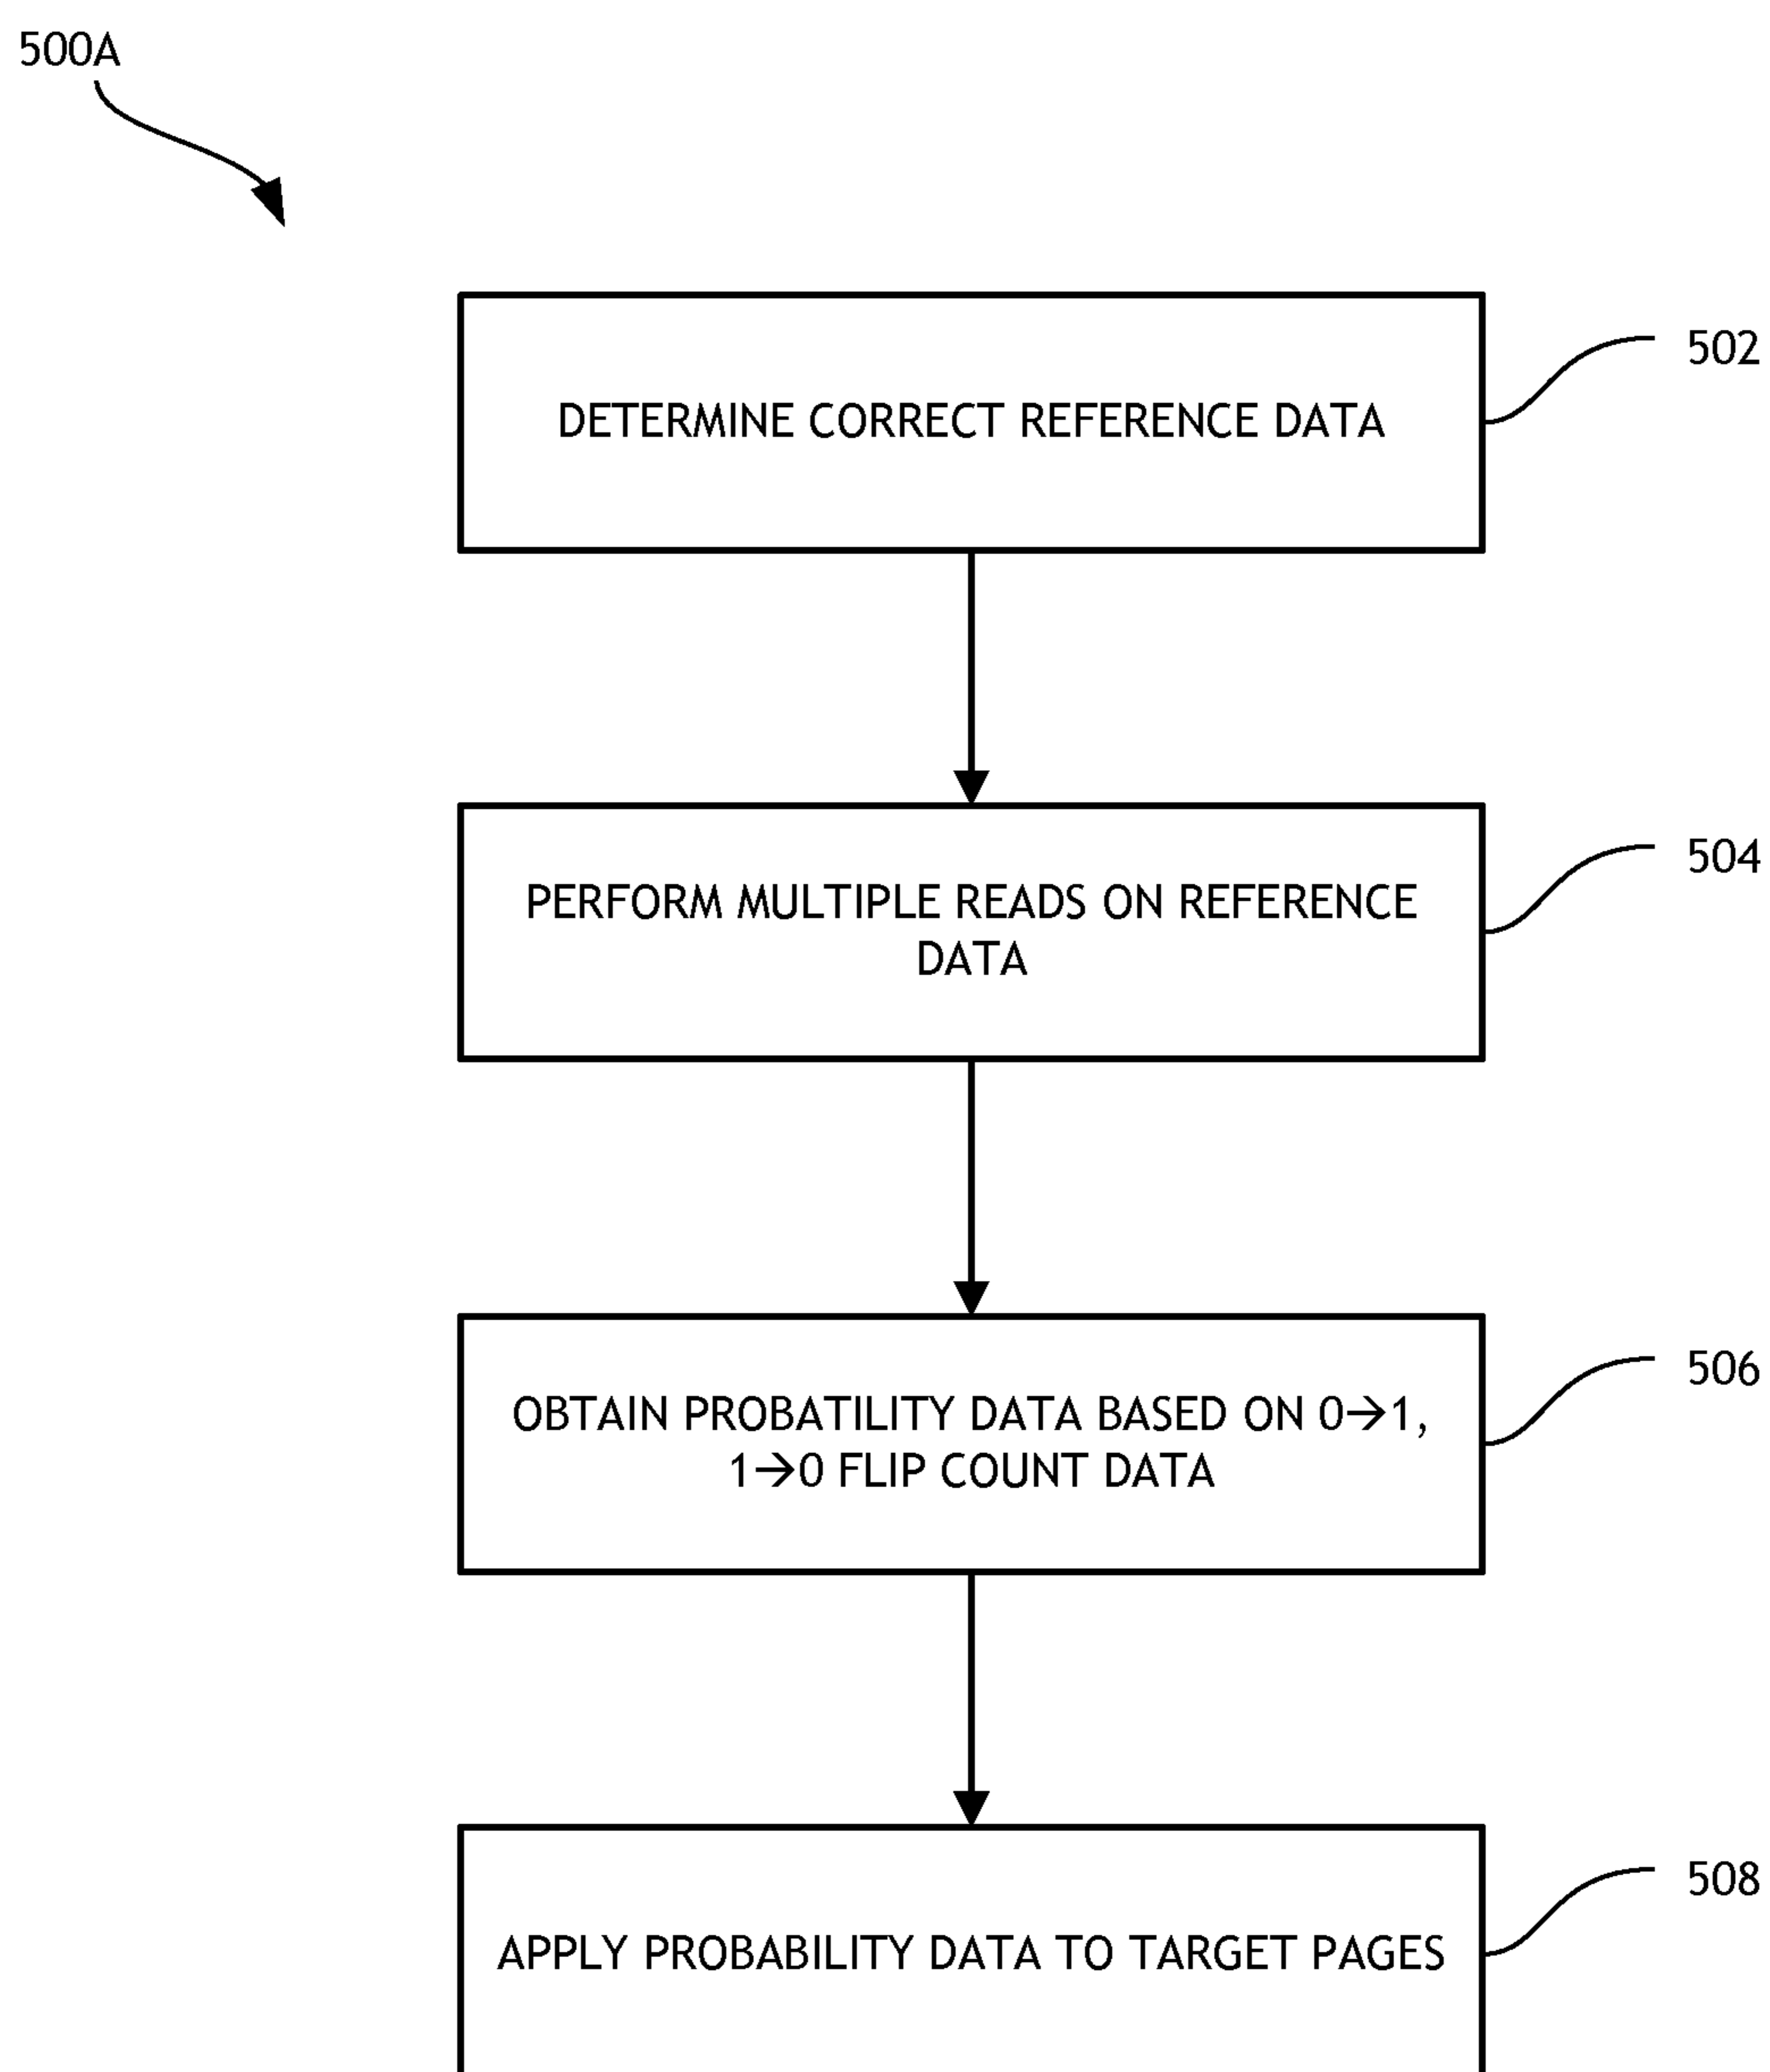 500A
502
DETERMINE CORRECT REFERENCE DATA
504
PERFORM MULTIPLE READS ON REFERENCE
DATA
506
OBTAIN PROBATILITY DATA BASED ON 0→1,
1→0 FLIP COUNT DATA
508
APPLY PROBABILITY DATA TO TARGET PAGES